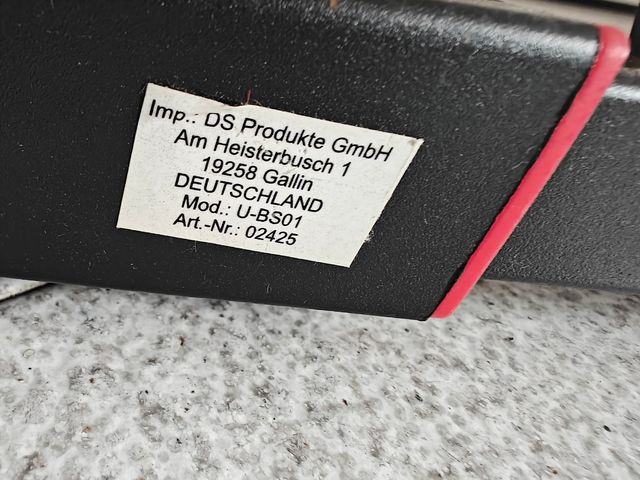 Imp.: DS Produkte GmbH
Am Heisterbusch 1
19258 Gallin
DEUTSCHLAND
Mod.: U-BS01
Art.-Nr.: 02425